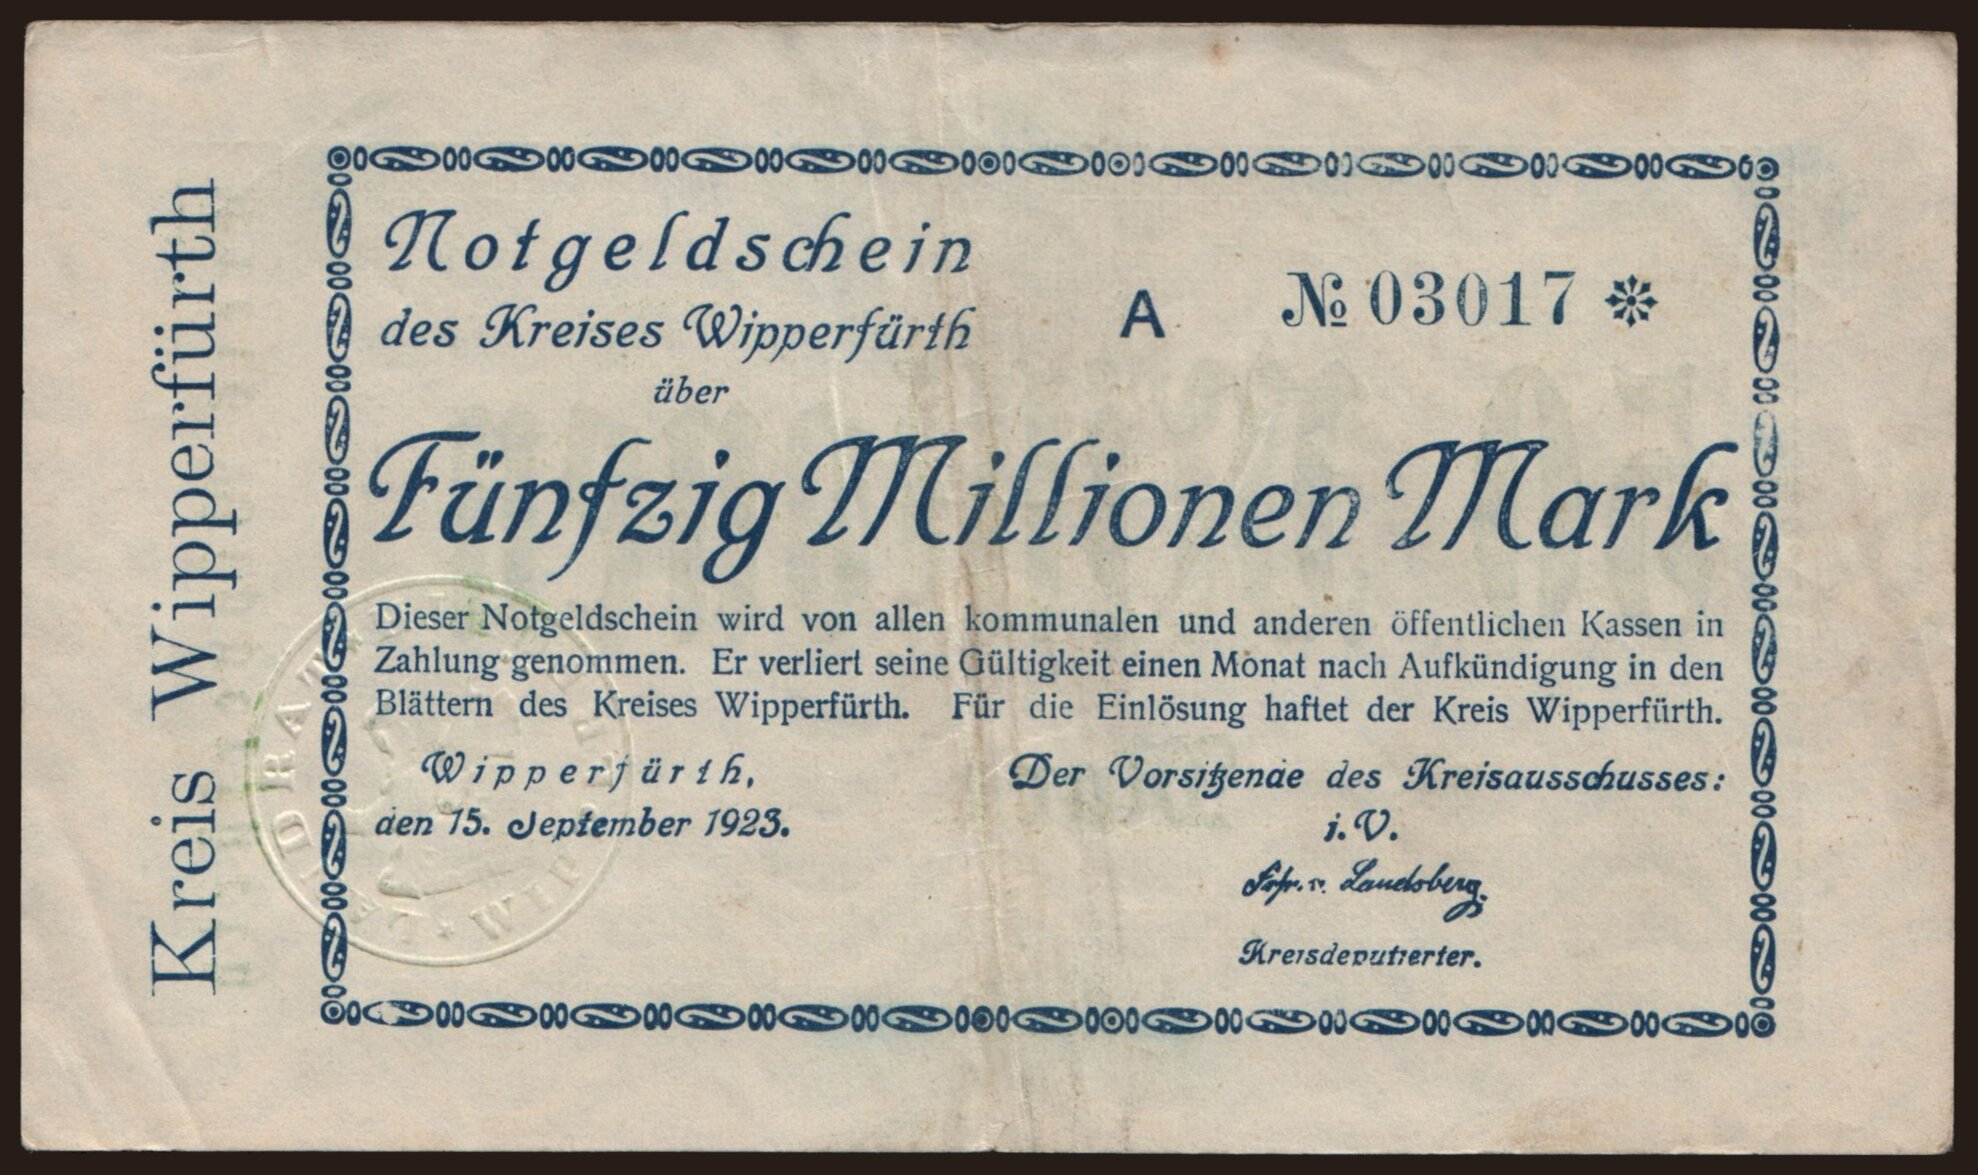 Kreis Wipperfürth
Notgeldschein
des Kreises Wipperfürth
über
A
№ 03017
Fünfzig Millionen Mark
Dieser Notgeldschein wird von allen kommunalen und anderen öffentlichen Kassen in
Zahlung genommen. Er verliert seine Gültigkeit einen Monat nach Aufkündigung in den
Blättern des Kreises Wipperfürth. Für die Einlösung haftet der Kreis Wipperfürth.
Wipperfürth,
den 15. September 1923.
Der Vorsitzende des Kreisausschusses:
i. V.
Frhr. v. Landsberg.
Kreisdeputierter.